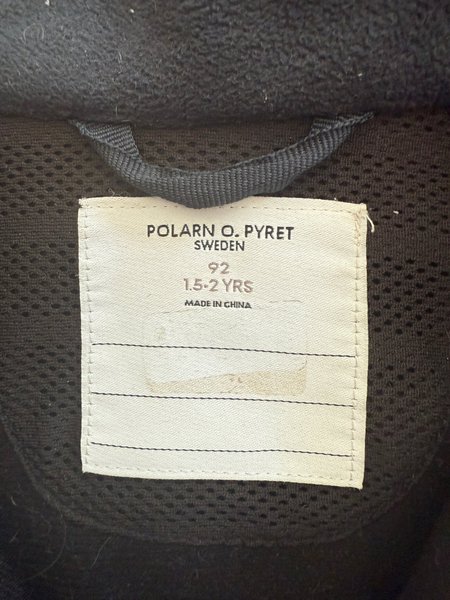 POLARN O. PYRET
SWEDEN
92
1.5-2 YRS
MADE IN CHINA